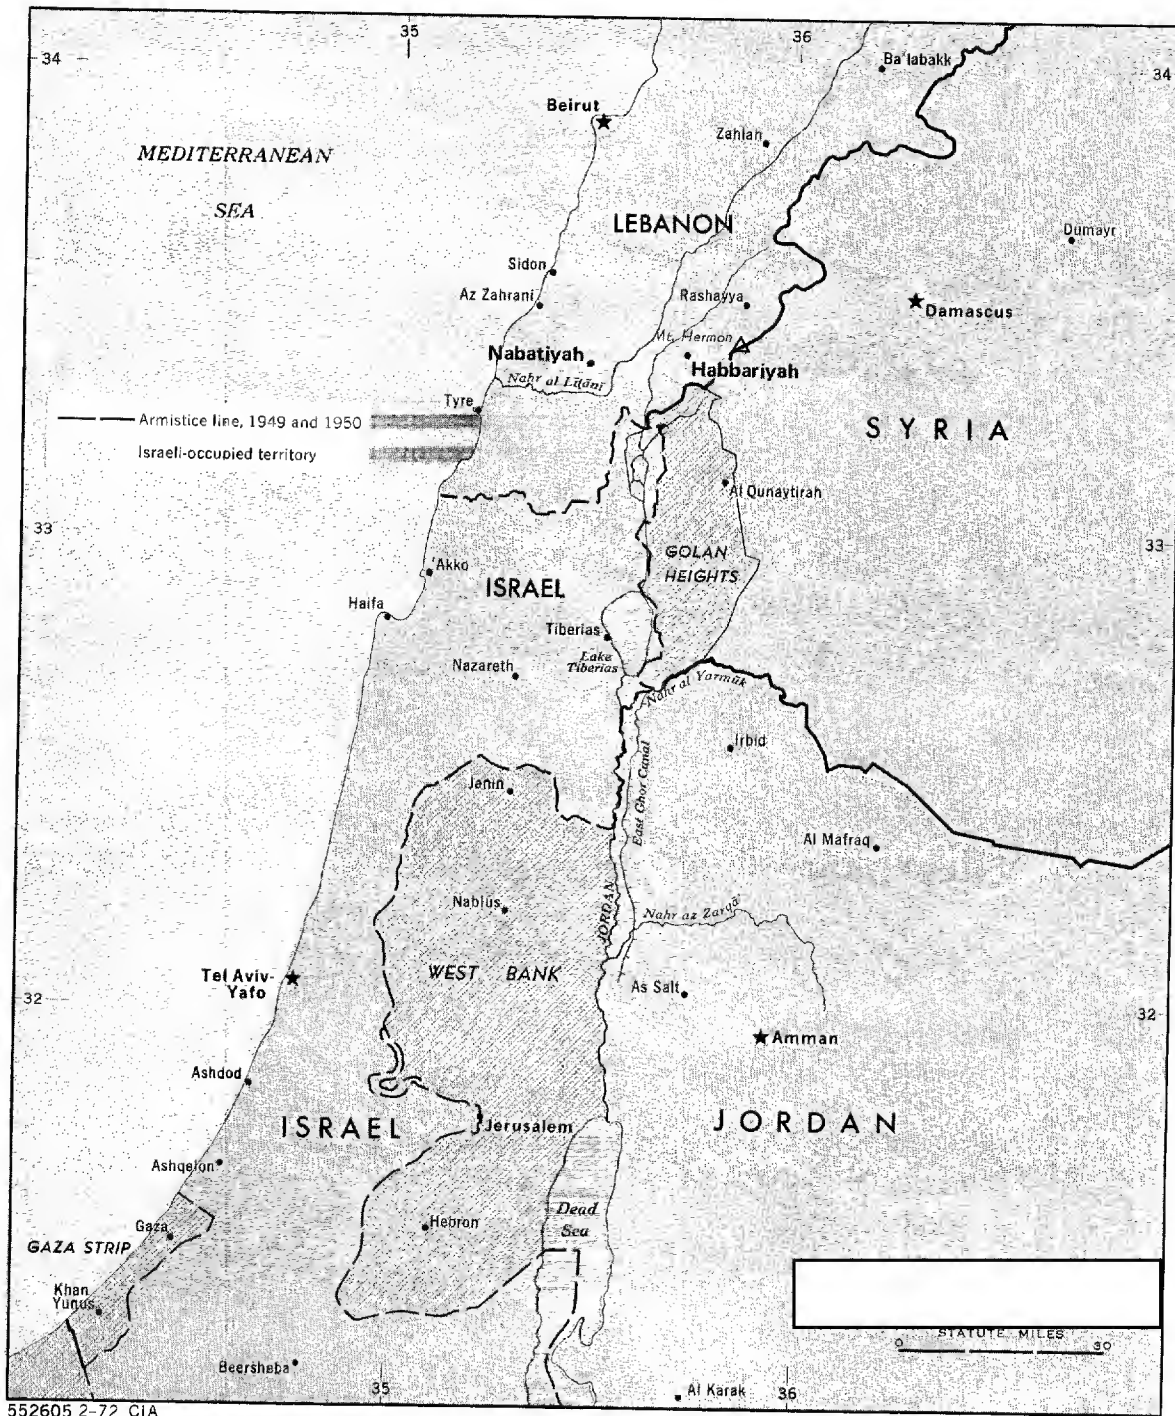 35
36
34
Ba'labakk
34
Beirut
Zahlah
MEDITERRANEAN
SEA
LEBANON
Dumayr
Sidon
Az Zahrani
Rashayya
Damascus
Mt. Hermon
Nabatiyah
Habbariyah
Nahr al Līṭānī
Tyre
Armistice line, 1949 and 1950
SYRIA
Israeli-occupied territory
Al Qunaytirah
33
33
GOLAN
HEIGHTS
'Akko
ISRAEL
Haifa
Tiberias
Lake
Tiberias
Nazareth
Nahr al Yarmūk
Irbid
East Ghor Canal
Janin
Al Mafraq
Nablus
JORDAN
Nahr az Zarqā'
WEST BANK
Tel Aviv-
Yafo
As Salt
32
32
Amman
Ashdod
ISRAEL
Jerusalem
JORDAN
Ashqelon
Dead
Sea
Gaza
Hebron
GAZA STRIP
Khan
Yunus
STATUTE MILES
0 30
Beersheba
35
36
Al Karak
552605 2-72 CIA